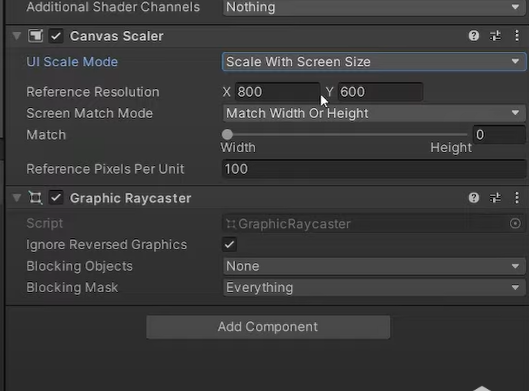 Additional Shader Channels Nothing
Canvas Scaler
UI Scale Mode Scale With Screen Size
Reference Resolution X 800 Y 600
Screen Match Mode Match Width Or Height
Match 0
Width Height
Reference Pixels Per Unit 100
Graphic Raycaster
Script GraphicRaycaster
Ignore Reversed Graphics
Blocking Objects None
Blocking Mask Everything
Add Component